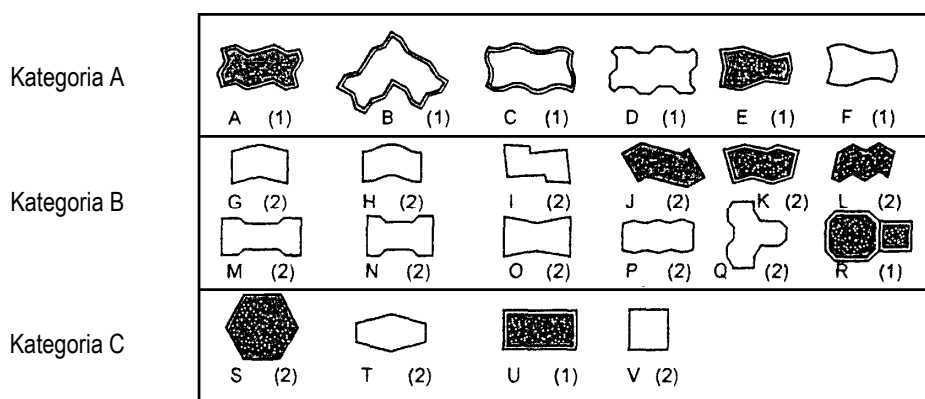 Kategoria A
A (1) B (1) C (1) D (1) E (1) F (1)
Kategoria B
G (2) H (2) I (2) J (2) K (2) L (2)
M (2) N (2) O (2) P (2) Q (2) R (1)
Kategoria C
S (2) T (2) U (1) V (2)